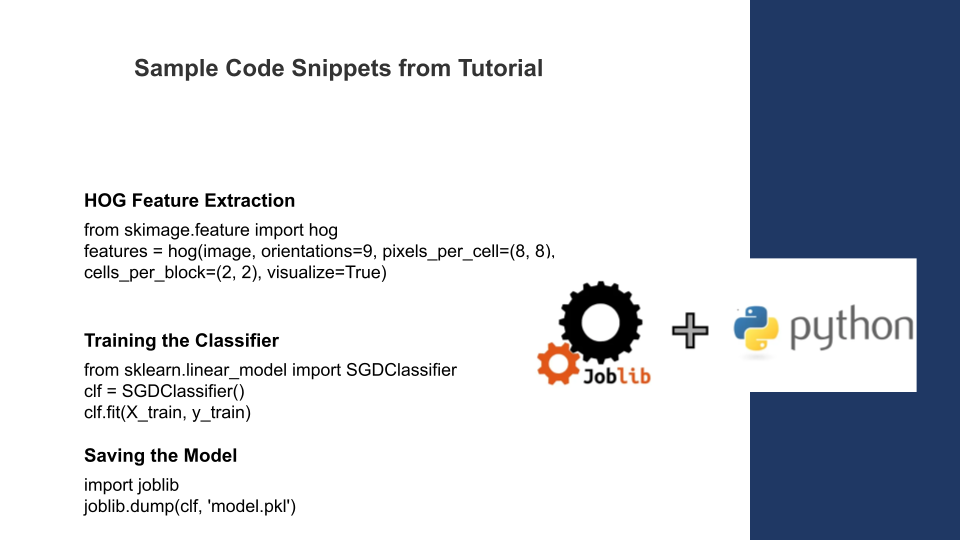 Sample Code Snippets from Tutorial
HOG Feature Extraction
from skimage.feature import hog
features = hog(image, orientations=9, pixels_per_cell=(8, 8),
cells_per_block=(2, 2), visualize=True)
Training the Classifier
from sklearn.linear_model import SGDClassifier
clf = SGDClassifier()
clf.fit(X_train, y_train)
Joblib
python
Saving the Model
import joblib
joblib.dump(clf, 'model.pkl')